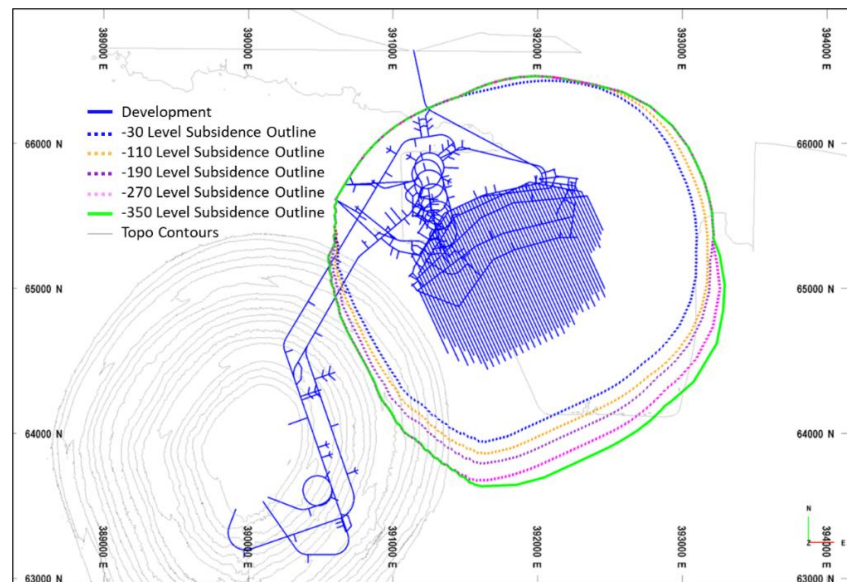 389000 E
390000 E
391000 E
392000 E
393000 E
394000 E
Development
-30 Level Subsidence Outline
-110 Level Subsidence Outline
-190 Level Subsidence Outline
-270 Level Subsidence Outline
-350 Level Subsidence Outline
Topo Contours
66000 N
66000 N
65000 N
65000 N
64000 N
64000 N
63000 N
63000 N
389000 E
390000 E
391000 E
392000 E
393000 E
394000 E
N
Z
E